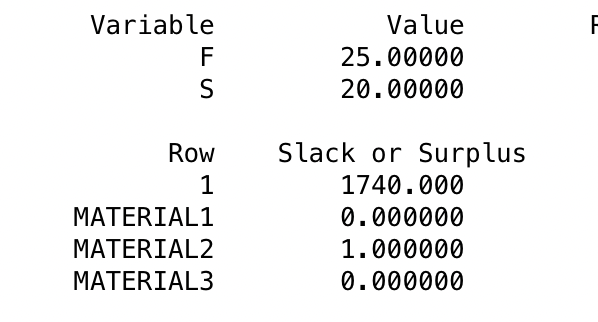 Variable Value
F 25.00000
S 20.00000
Row Slack or Surplus
1 1740.000
MATERIAL1 0.000000
MATERIAL2 1.000000
MATERIAL3 0.000000